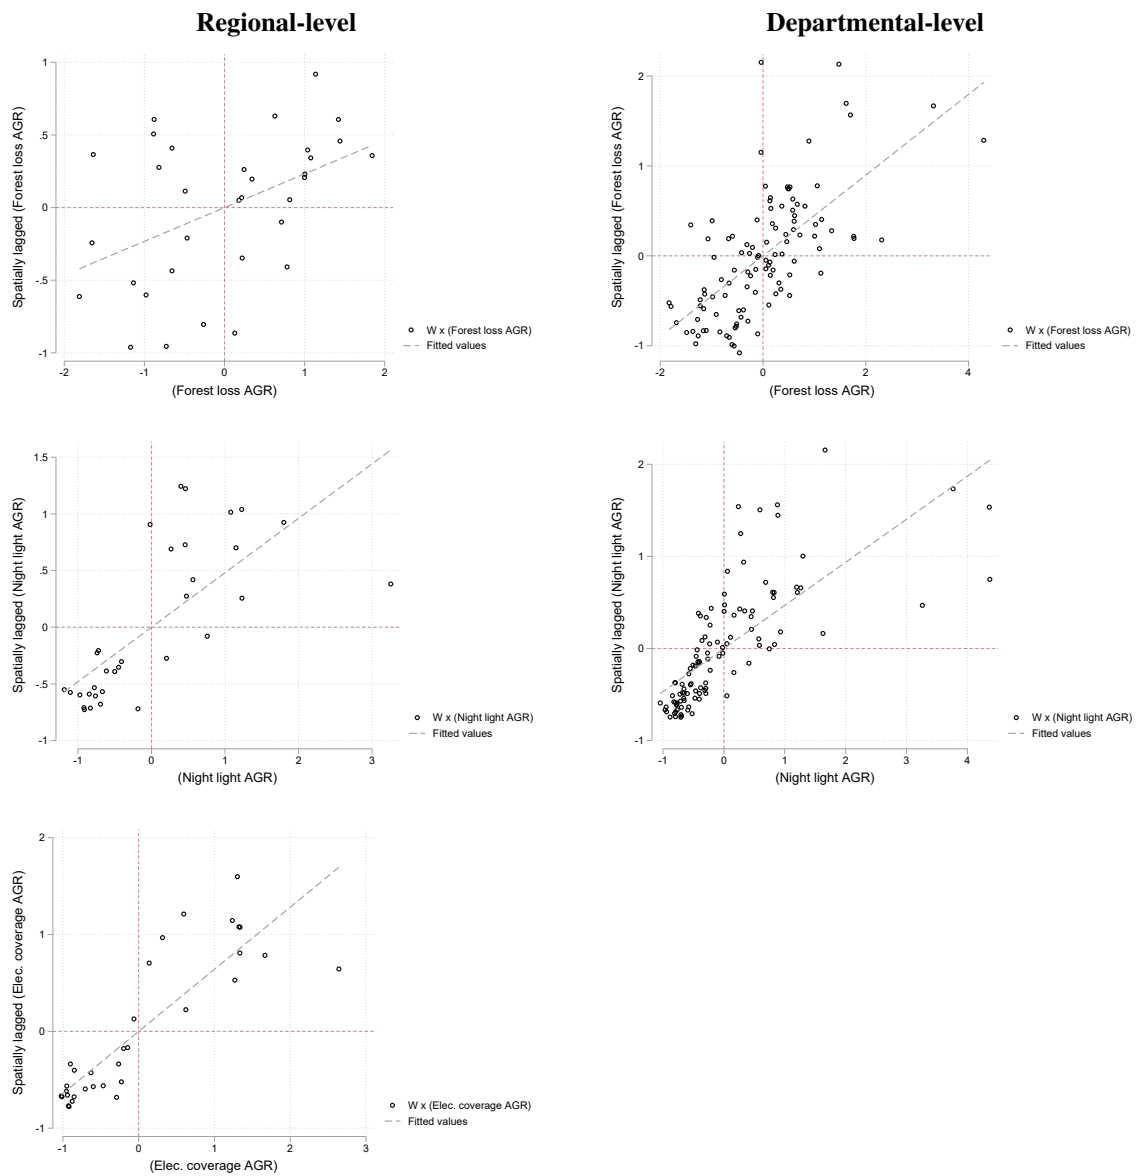 Regional-level
Departmental-level
Spatially lagged (Forest loss AGR)
1
.5
0
-.5
-1
-2
-1
0
1
2
(Forest loss AGR)
W x (Forest loss AGR)
Fitted values
Spatially lagged (Forest loss AGR)
2
1
0
-1
-2
0
2
4
(Forest loss AGR)
W x (Forest loss AGR)
Fitted values
Spatially lagged (Night light AGR)
1.5
1
.5
0
-.5
-1
-1
0
1
2
3
(Night light AGR)
W x (Night light AGR)
Fitted values
Spatially lagged (Night light AGR)
2
1
0
-1
-1
0
1
2
3
4
(Night light AGR)
W x (Night light AGR)
Fitted values
Spatially lagged (Elec. coverage AGR)
2
1
0
-1
-1
0
1
2
3
(Elec. coverage AGR)
W x (Elec. coverage AGR)
Fitted values